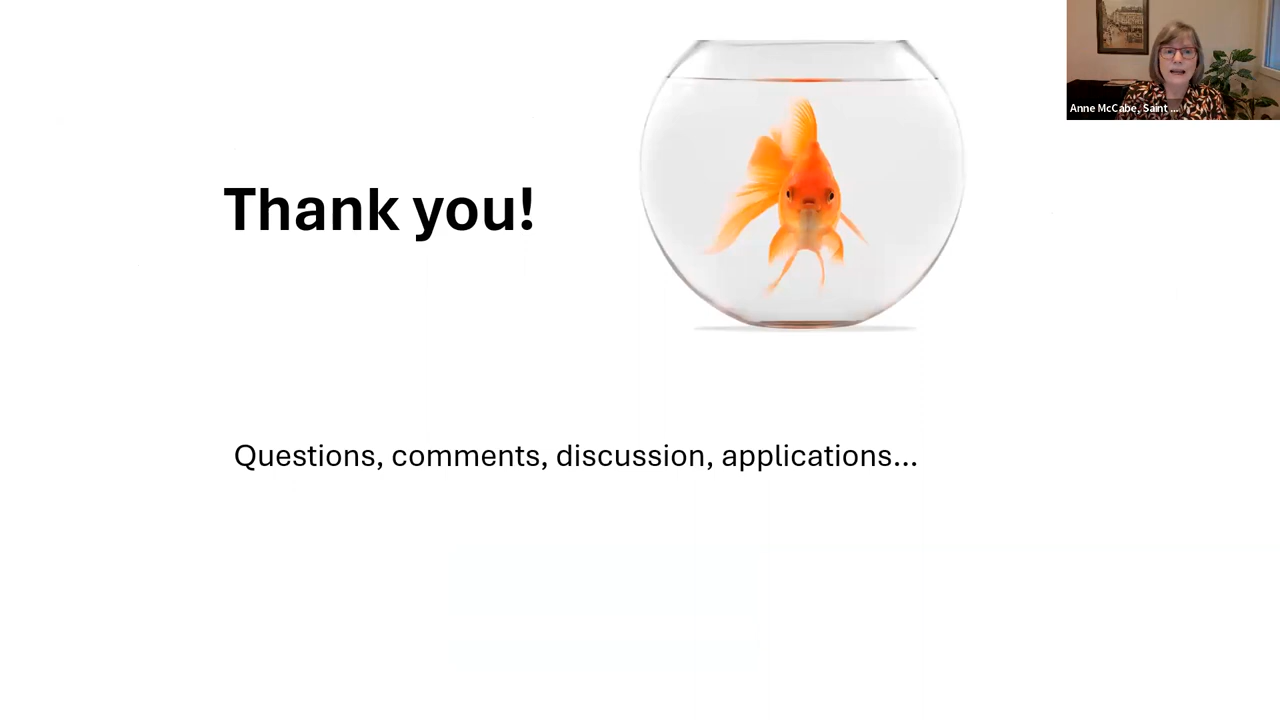 Anne McCabe, Saint ...
Thank you!
Questions, comments, discussion, applications...